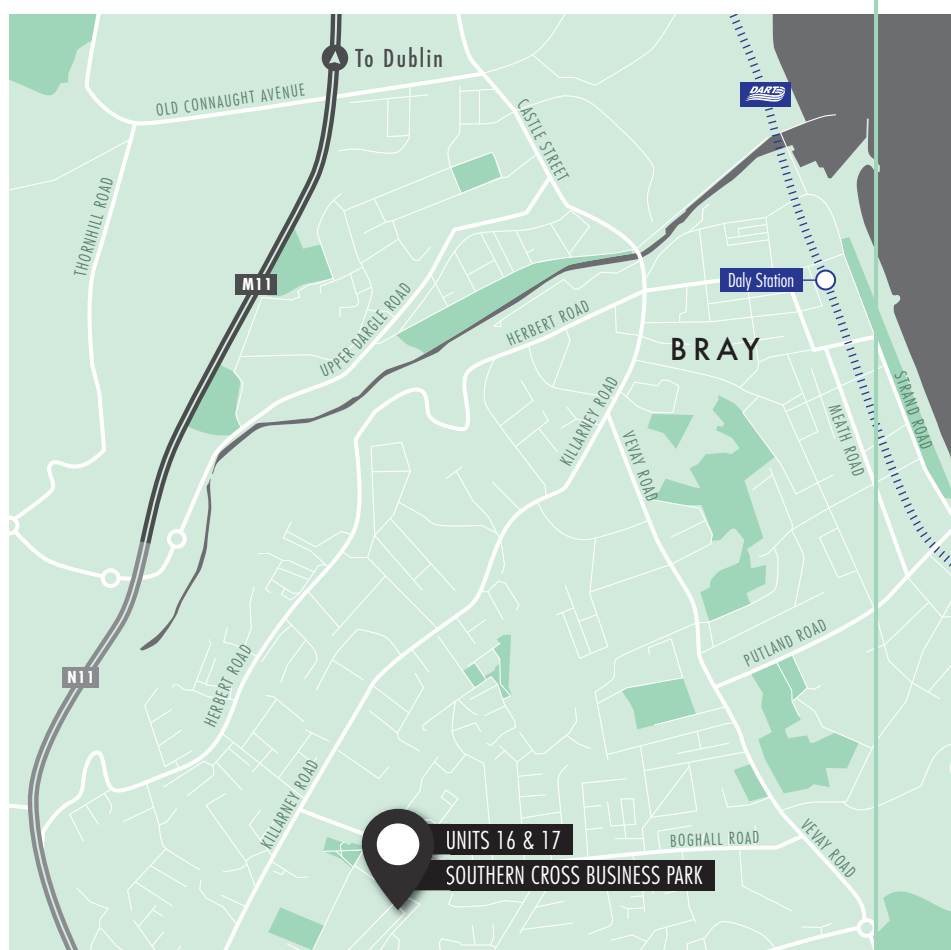 To Dublin
DART
OLD CONNAUGHT AVENUE
CASTLE STREET
THORNHILL ROAD
M11
Daly Station
UPPER DARGLE ROAD
HERBERT ROAD
BRAY
STRAND ROAD
KILLARNEY ROAD
MEATH ROAD
VEVAY ROAD
PUTLAND ROAD
N11
HERBERT ROAD
KILLARNEY ROAD
UNITS 16 & 17
BOGHALL ROAD
VEVAY ROAD
SOUTHERN CROSS BUSINESS PARK